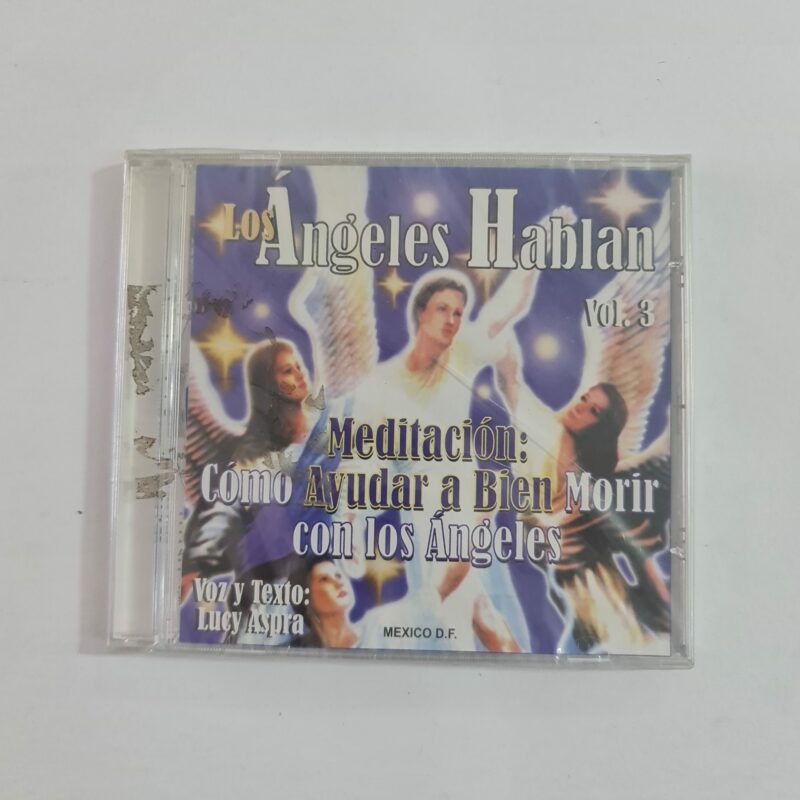 Los Ángeles Hablan
Vol. 3
Meditación:
Cómo Ayudar a Bien Morir
con los Ángeles
Voz y Texto:
Lucy Aspra
MEXICO D.F.